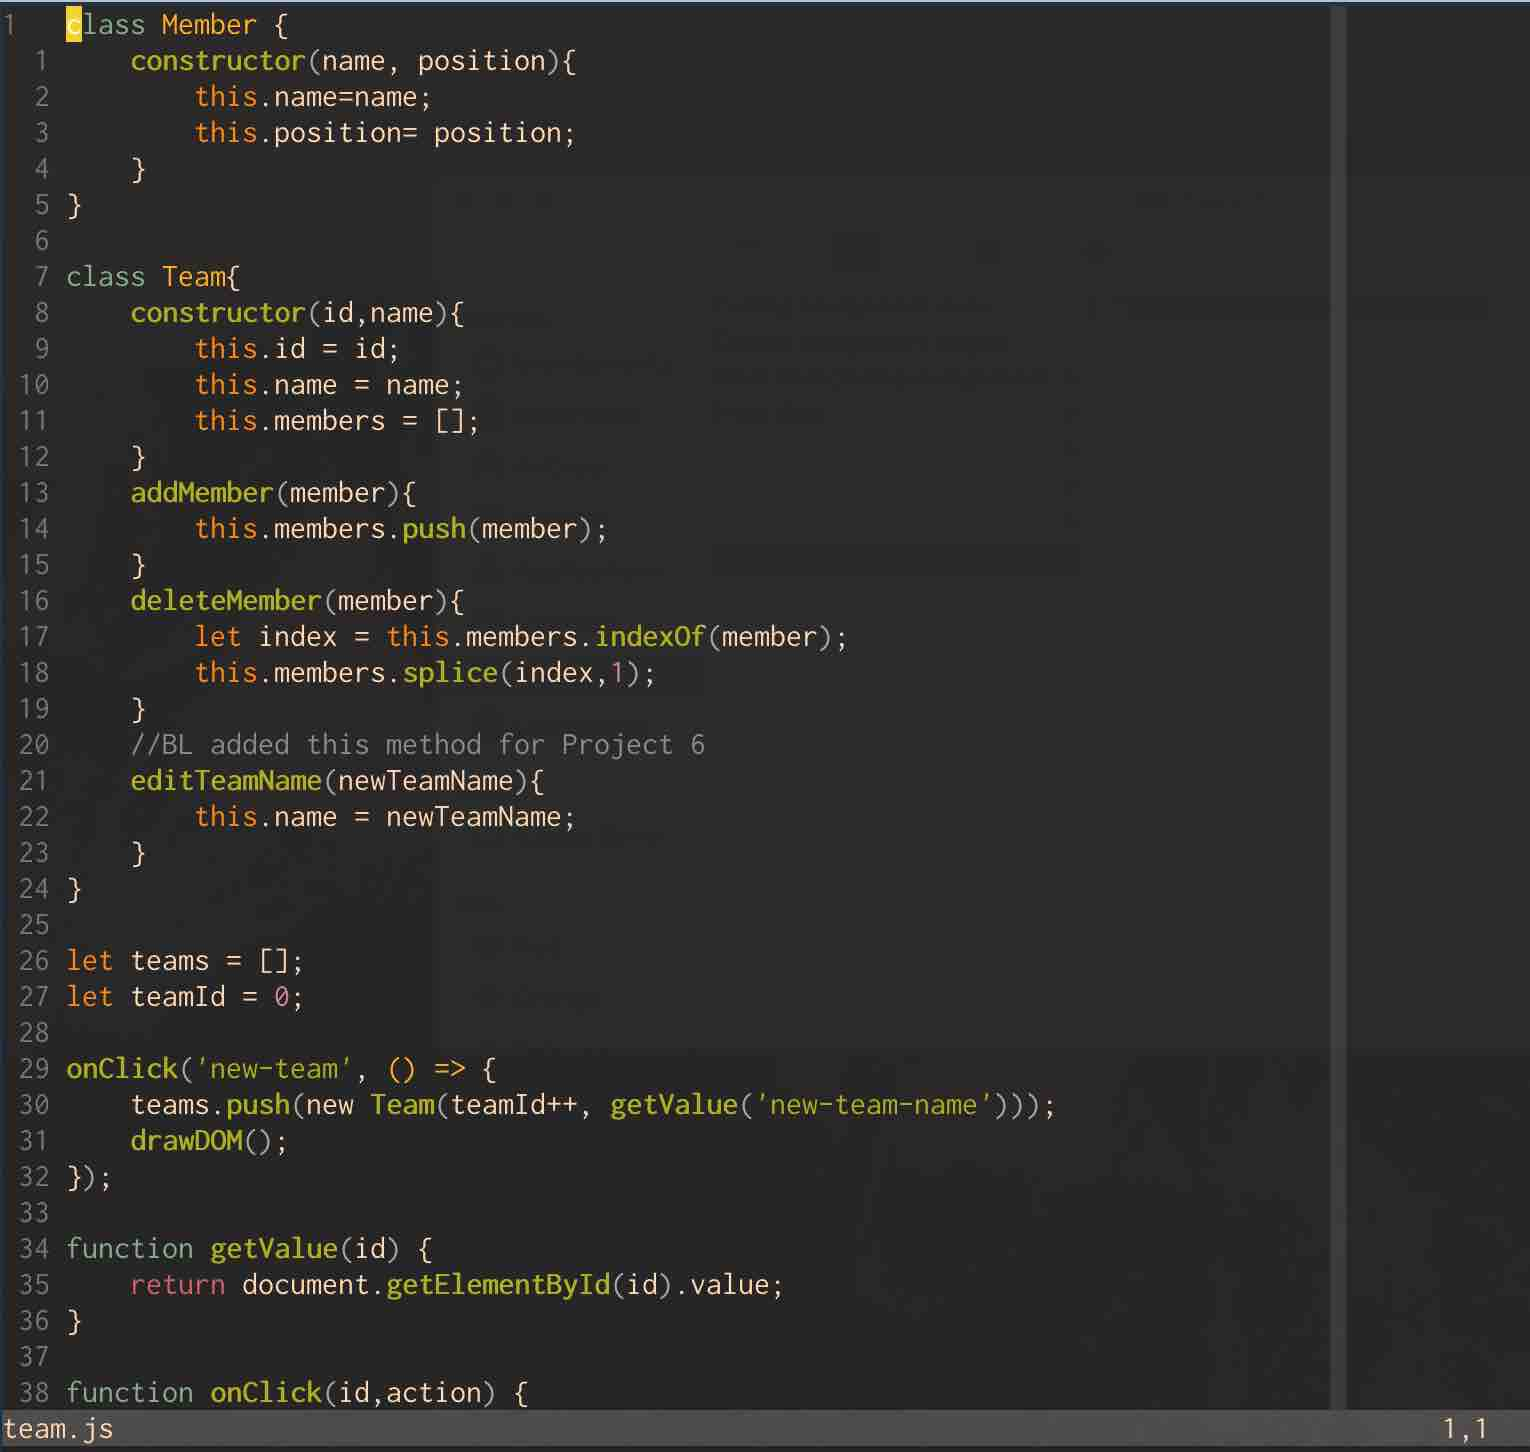 1   class Member {
  1     constructor(name, position){
  2         this.name=name;
  3         this.position= position;
  4     }
  5 }
  6
  7 class Team{
  8     constructor(id,name){
  9         this.id = id;
 10         this.name = name;
 11         this.members = [];
 12     }
 13     addMember(member){
 14         this.members.push(member);
 15     }
 16     deleteMember(member){
 17         let index = this.members.indexOf(member);
 18         this.members.splice(index,1);
 19     }
 20     //BL added this method for Project 6
 21     editTeamName(newTeamName){
 22         this.name = newTeamName;
 23     }
 24 }
 25
 26 let teams = [];
 27 let teamId = 0;
 28
 29 onClick('new-team', () => {
 30     teams.push(new Team(teamId++, getValue('new-team-name')));
 31     drawDOM();
 32 });
 33
 34 function getValue(id) {
 35     return document.getElementById(id).value;
 36 }
 37
 38 function onClick(id,action) {
team.js 1,1